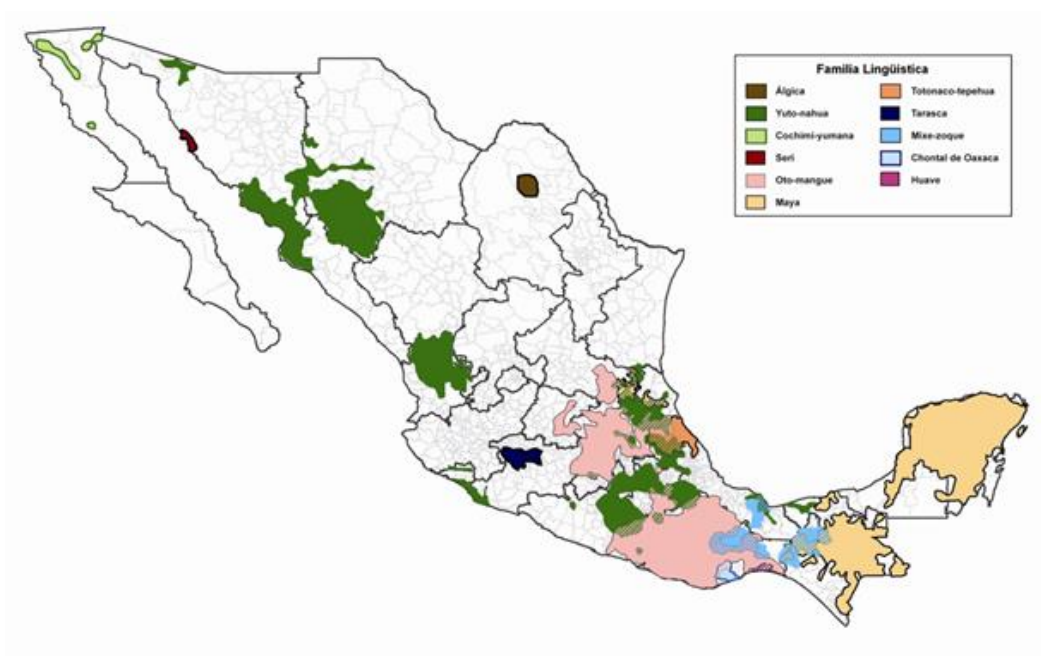 Familia Lingüística
Álgica
Yuto-nahua
Cochimí-yumana
Seri
Oto-mangue
Maya
Totonaco-tepehua
Tarasca
Mixe-zoque
Chontal de Oaxaca
Huave